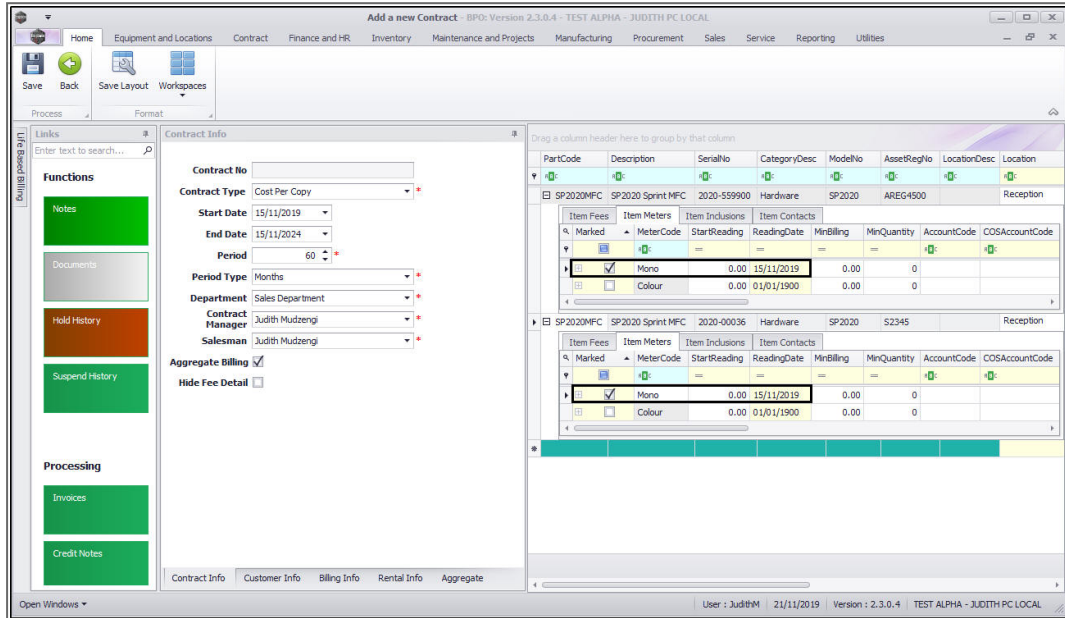 Add a new Contract - BPO: Version 2.3.0.4 - TEST ALPHA - JUDITH PC LOCAL
Home Equipment and Locations Contract Finance and HR Inventory Maintenance and Projects Manufacturing Procurement Sales Service Reporting Utilities
Save Back Save Layout Workspaces
Process Format
Life Based Billing
Links
Enter text to search...
Functions
Notes
Documents
Hold History
Suspend History
Processing
Invoices
Credit Notes
Contract Info
Contract No
Contract Type Cost Per Copy *
Start Date 15/11/2019
End Date 15/11/2024
Period 60 *
Period Type Months *
Department Sales Department *
Contract Manager Judith Mudzengi *
Salesman Judith Mudzengi *
Aggregate Billing
Hide Fee Detail
Contract Info Customer Info Billing Info Rental Info Aggregate
Drag a column header here to group by that column
PartCode Description SerialNo CategoryDesc ModelNo AssetRegNo LocationDesc Location
SP2020MFC SP2020 Sprint MFC 2020-559900 Hardware SP2020 AREG4500 Reception
Item Fees Item Meters Item Inclusions Item Contacts
Marked MeterCode StartReading ReadingDate MinBilling MinQuantity AccountCode COSAccountCode
= = = =
Mono 0.00 15/11/2019 0.00 0
Colour 0.00 01/01/1900 0.00 0
SP2020MFC SP2020 Sprint MFC 2020-00036 Hardware SP2020 S2345 Reception
Item Fees Item Meters Item Inclusions Item Contacts
Marked MeterCode StartReading ReadingDate MinBilling MinQuantity AccountCode COSAccountCode
= = = =
Mono 0.00 15/11/2019 0.00 0
Colour 0.00 01/01/1900 0.00 0
Open Windows User : JudithM 21/11/2019 Version : 2.3.0.4 TEST ALPHA - JUDITH PC LOCAL